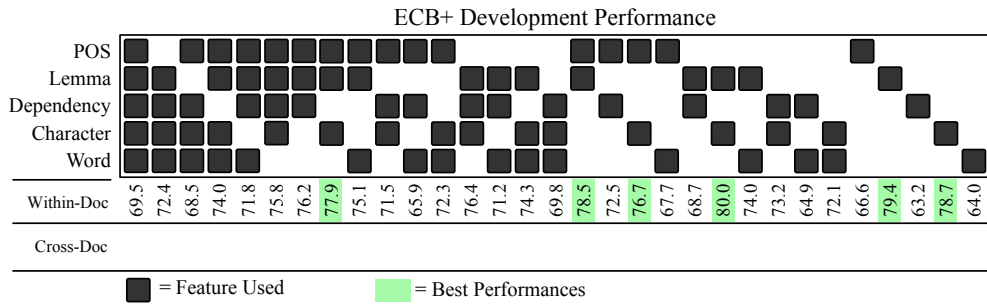 ECB+ Development Performance
POS
Lemma
Dependency
Character
Word
Within-Doc 69.5 72.4 68.5 74.0 71.8 75.8 76.2 77.9 75.1 71.5 65.9 72.3 76.4 71.2 74.3 69.8 78.5 72.5 76.7 67.7 68.7 80.0 74.0 73.2 64.9 72.1 66.6 79.4 63.2 78.7 64.0
Cross-Doc
= Feature Used = Best Performances